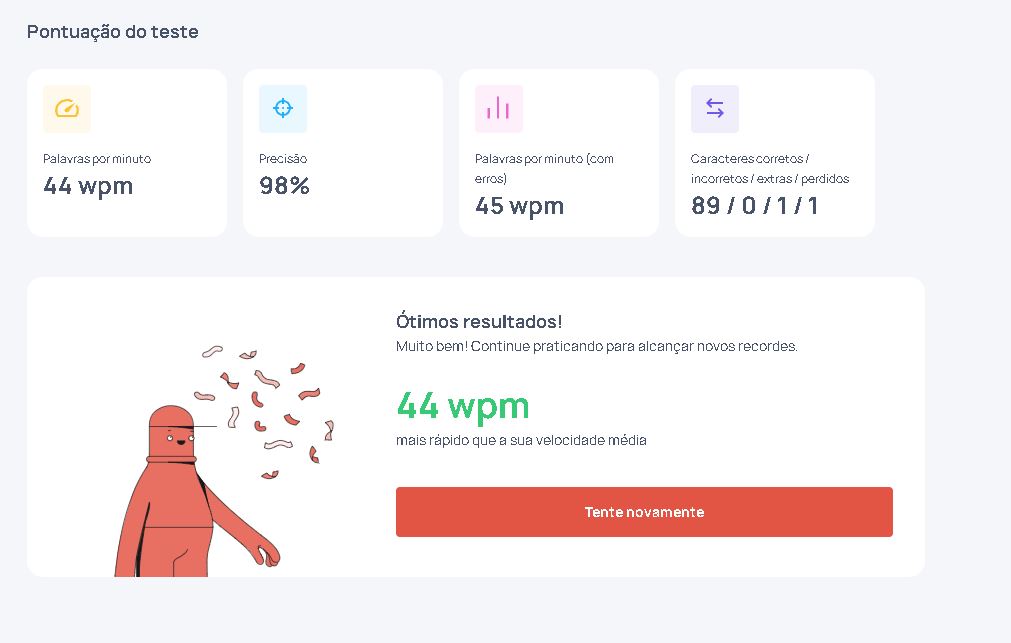 Pontuação do teste
Palavras por minuto
44 wpm
Precisão
98%
Palavras por minuto (com
erros)
45 wpm
Caracteres corretos /
incorretos / extras / perdidos
89 / 0 / 1 / 1
Ótimos resultados!
Muito bem! Continue praticando para alcançar novos recordes.
44 wpm
mais rápido que a sua velocidade média
Tente novamente